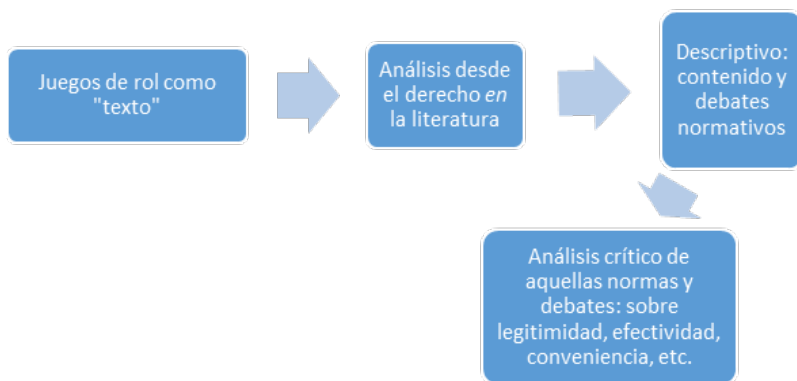 Juegos de rol como
"texto"
Análisis desde
el derecho en
la literatura
Descriptivo:
contenido y
debates
normativos
Análisis crítico de
aquellas normas y
debates: sobre
legitimidad, efectividad,
conveniencia, etc.